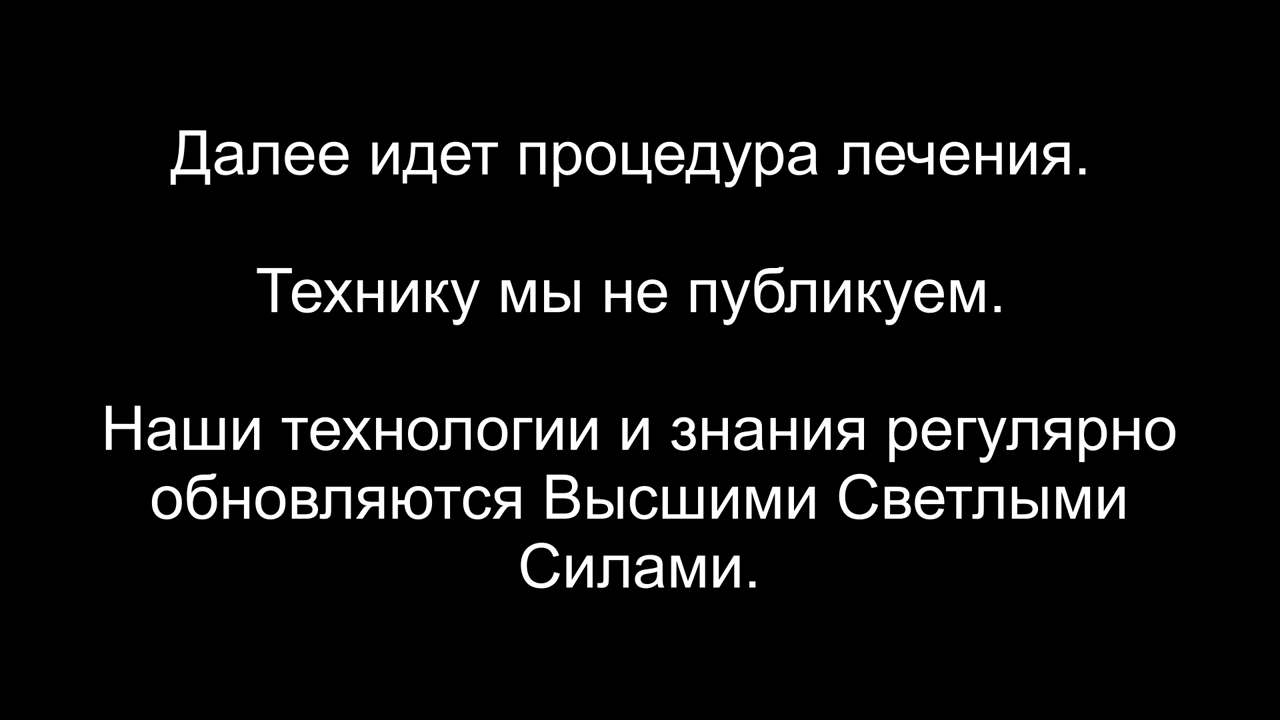 Далее идет процедура лечения.
Технику мы не публикуем.
Наши технологии и знания регулярно
обновляются Высшими Светлыми
Силами.